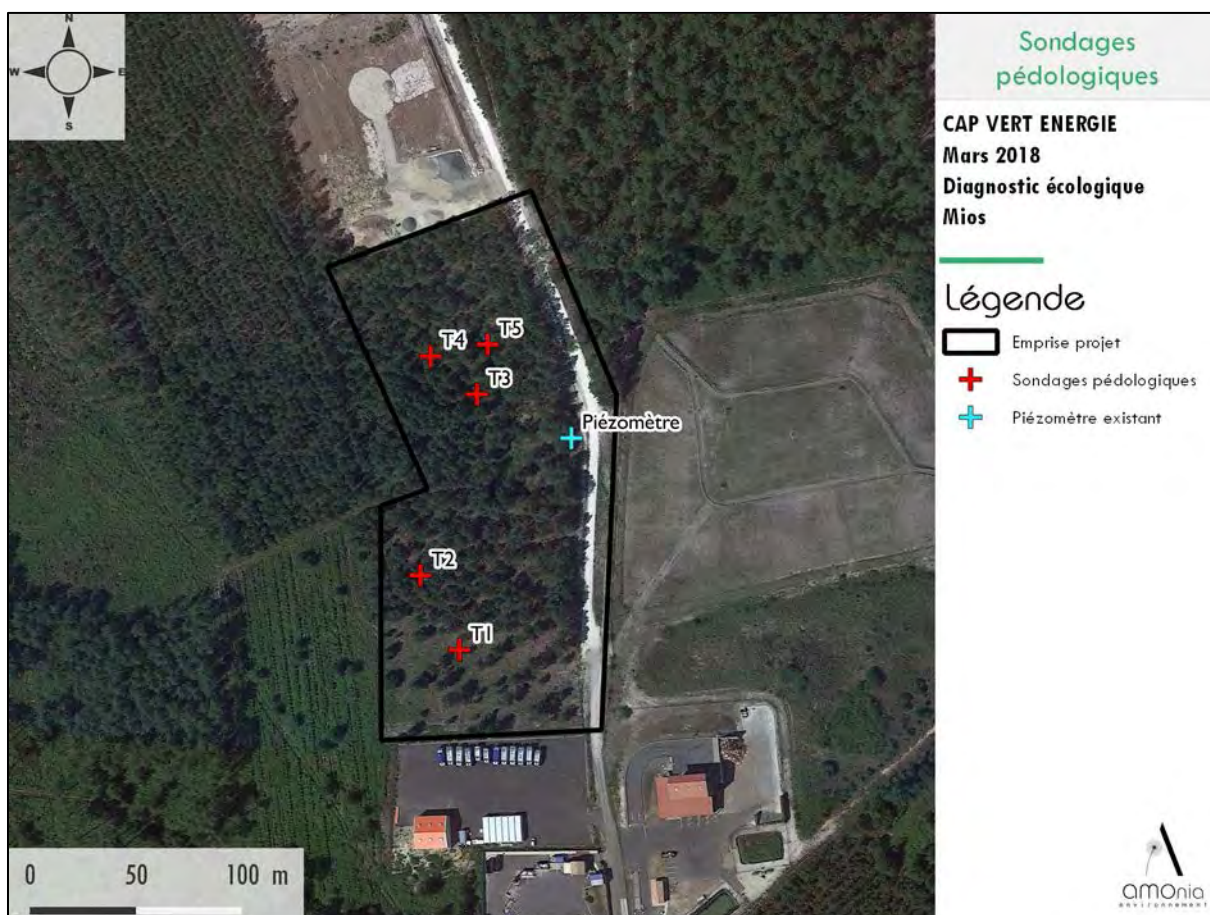 N
W E
S
Sondages
pédologiques
CAP VERT ENERGIE
Mars 2018
Diagnostic écologique
Mios
Légende
Emprise projet
Sondages pédologiques
Piézomètre existant
T4
T5
T3
Piézomètre
T2
T1
0 50 100 m
amonia
environnement